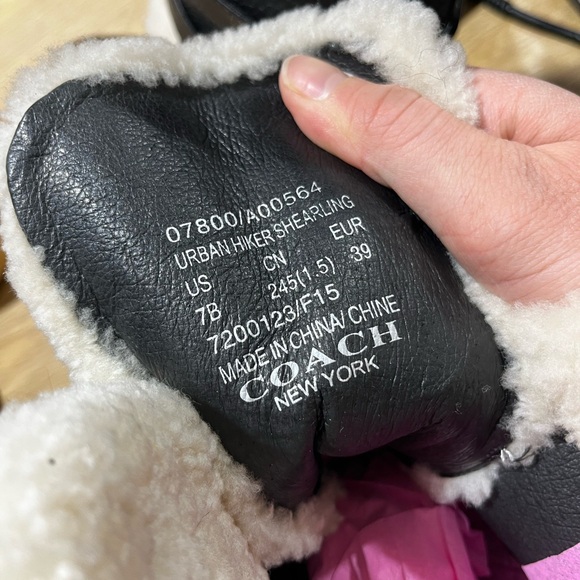 07800/A00564
URBAN HIKER SHEARLING
US CN EUR
7B 245(1.5) 39
7200123/F15
MADE IN CHINA/CHINE
COACH
NEW YORK